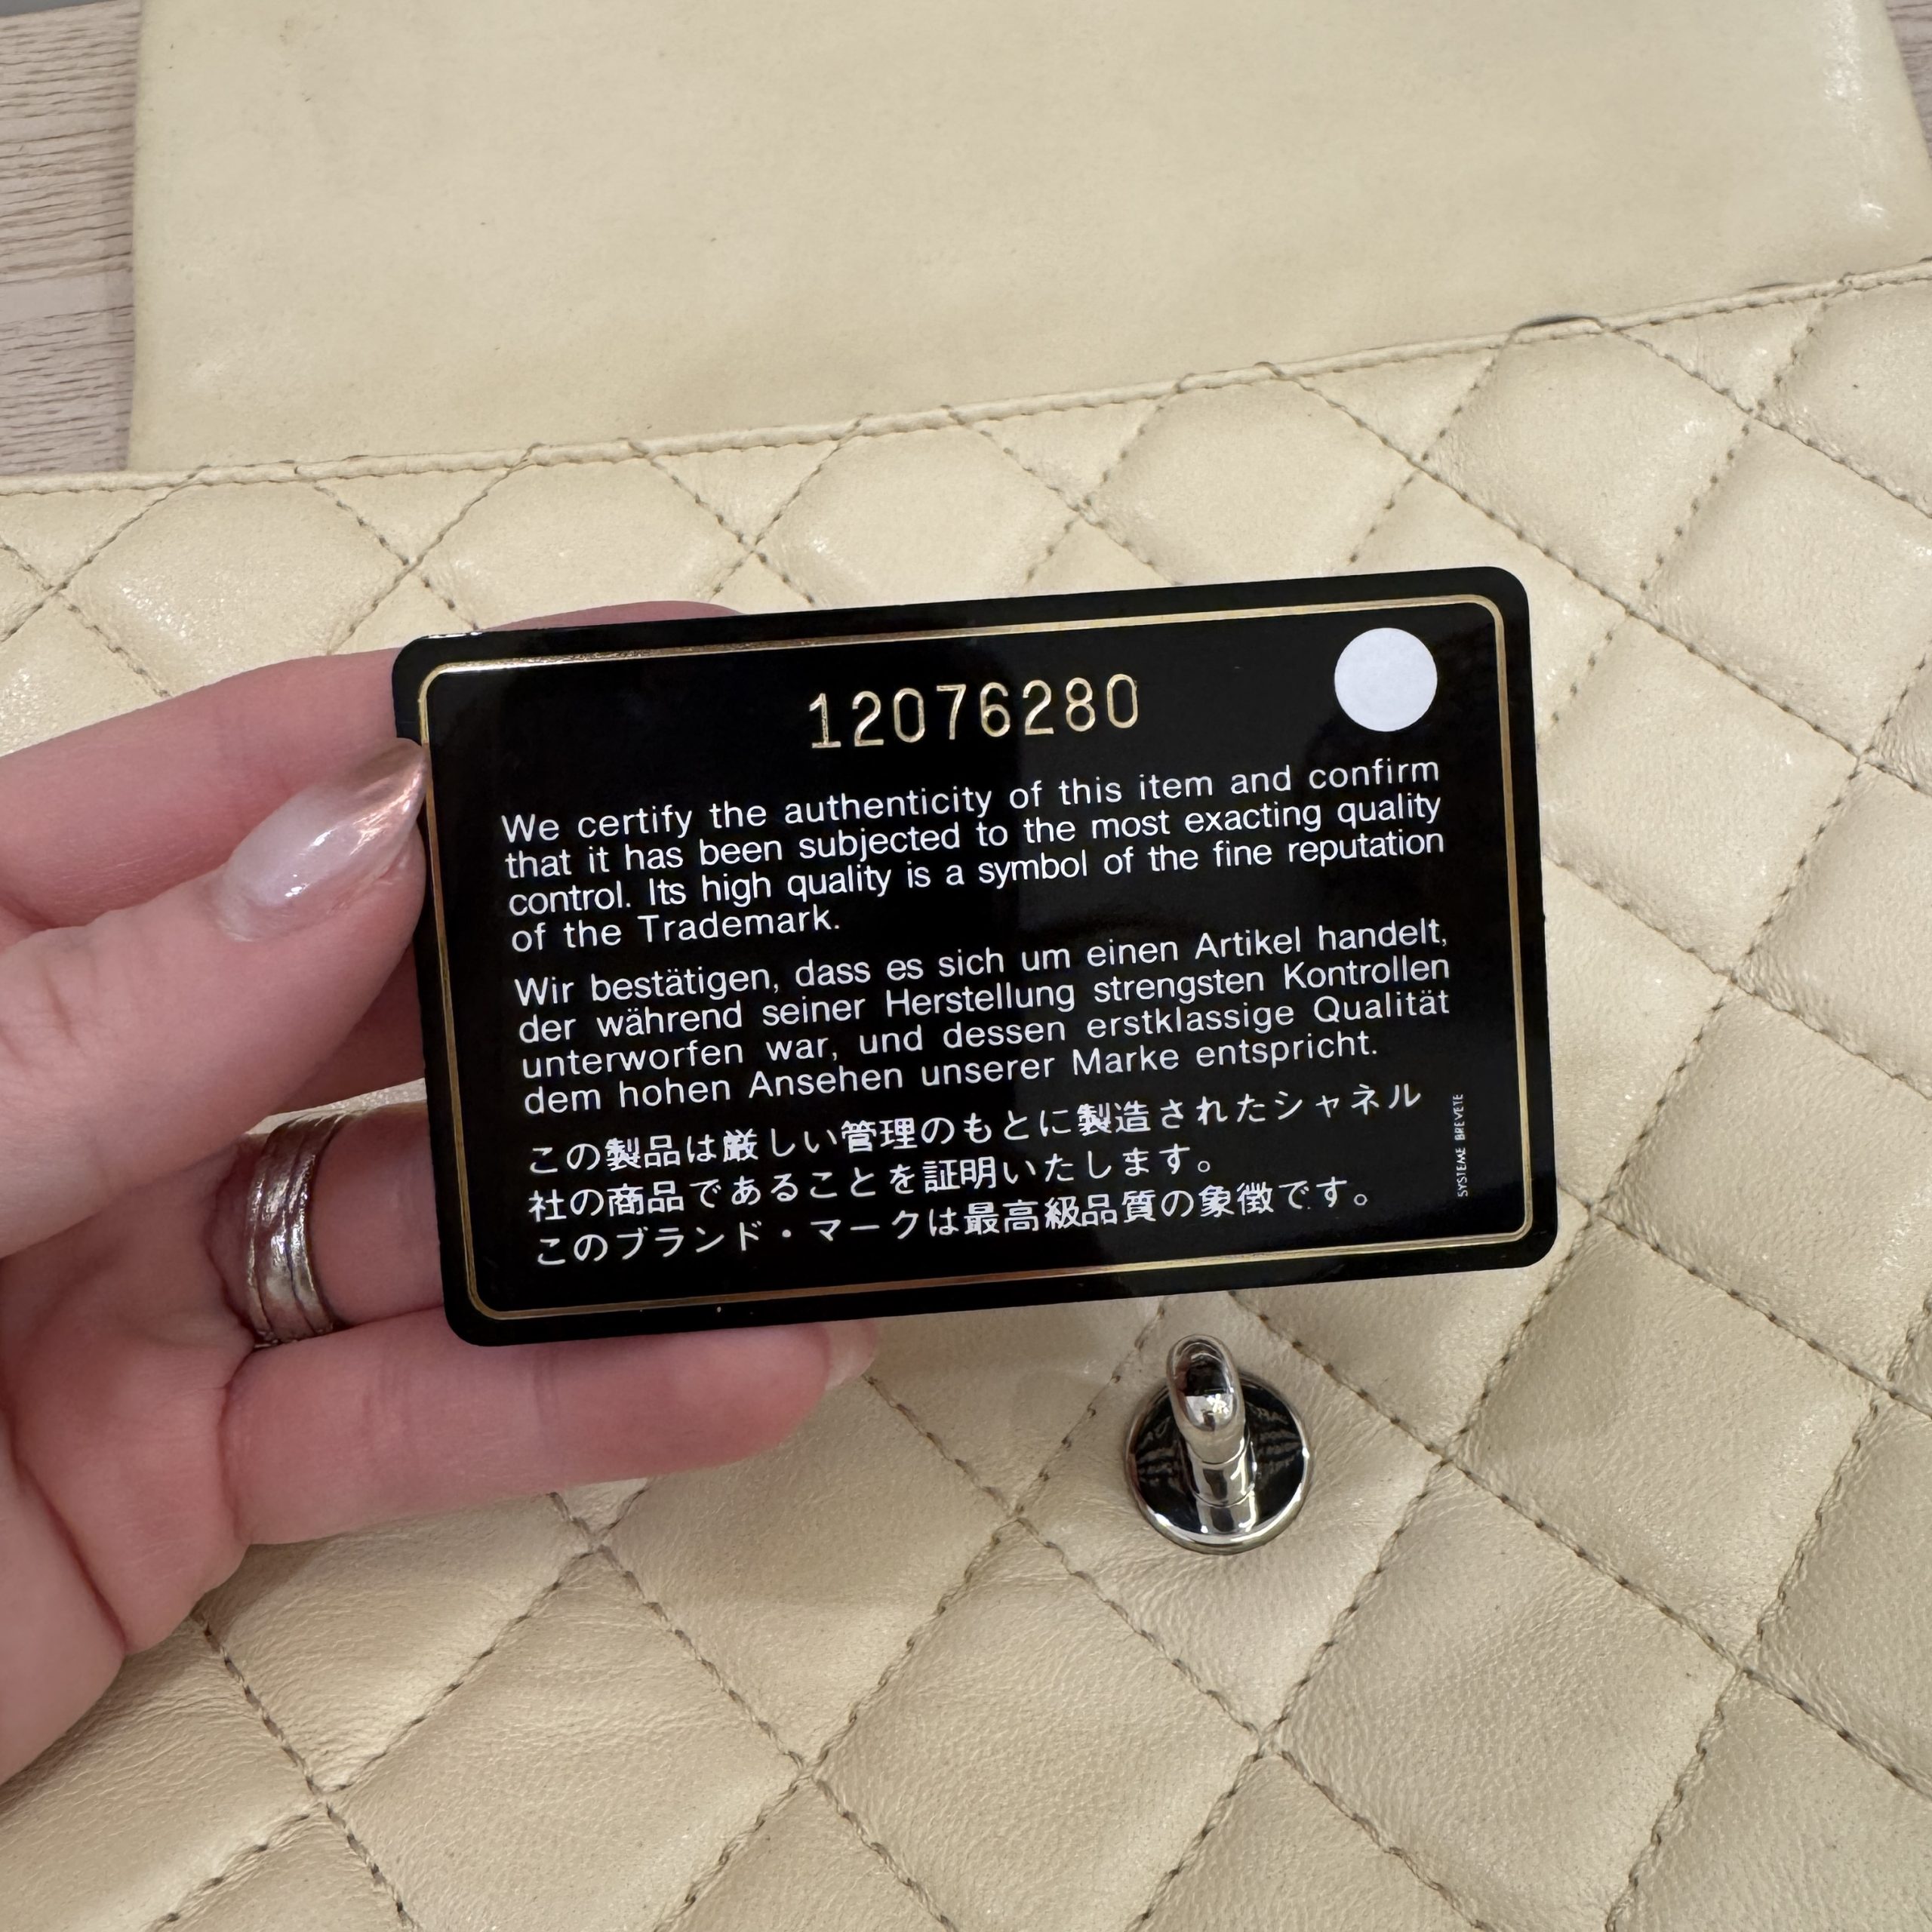 12076280
We certify the authenticity of this item and confirm
that it has been subjected to the most exacting quality
control. Its high quality is a symbol of the fine reputation
of the Trademark.
Wir bestätigen, dass es sich um einen Artikel handelt,
der während seiner Herstellung strengsten Kontrollen
unterworfen war, und dessen erstklassige Qualität
dem hohen Ansehen unserer Marke entspricht.
この製品は厳しい管理のもとに製造されたシャネル
社の商品であることを証明いたします。
このブランド・マークは最高級品質の象徴です。
SYSTEME BREVETE